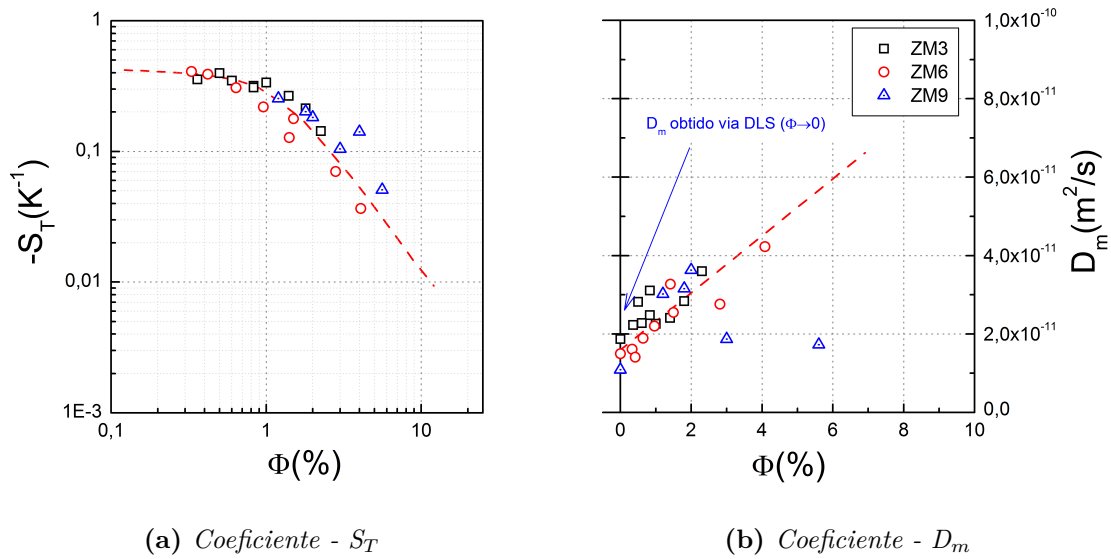 1
0,1
0,01
1E-3
-S_T(K^-1)
0,1 1 10
Φ(%)
ZM3
ZM6
ZM9
D_m obtido via DLS (Φ→0)
1,0x10^-10
8,0x10^-11
6,0x10^-11
4,0x10^-11
2,0x10^-11
0,0
D_m(m^2/s)
0 2 4 6 8 10
Φ(%)
(a) Coeficiente - S_T
(b) Coeficiente - D_m